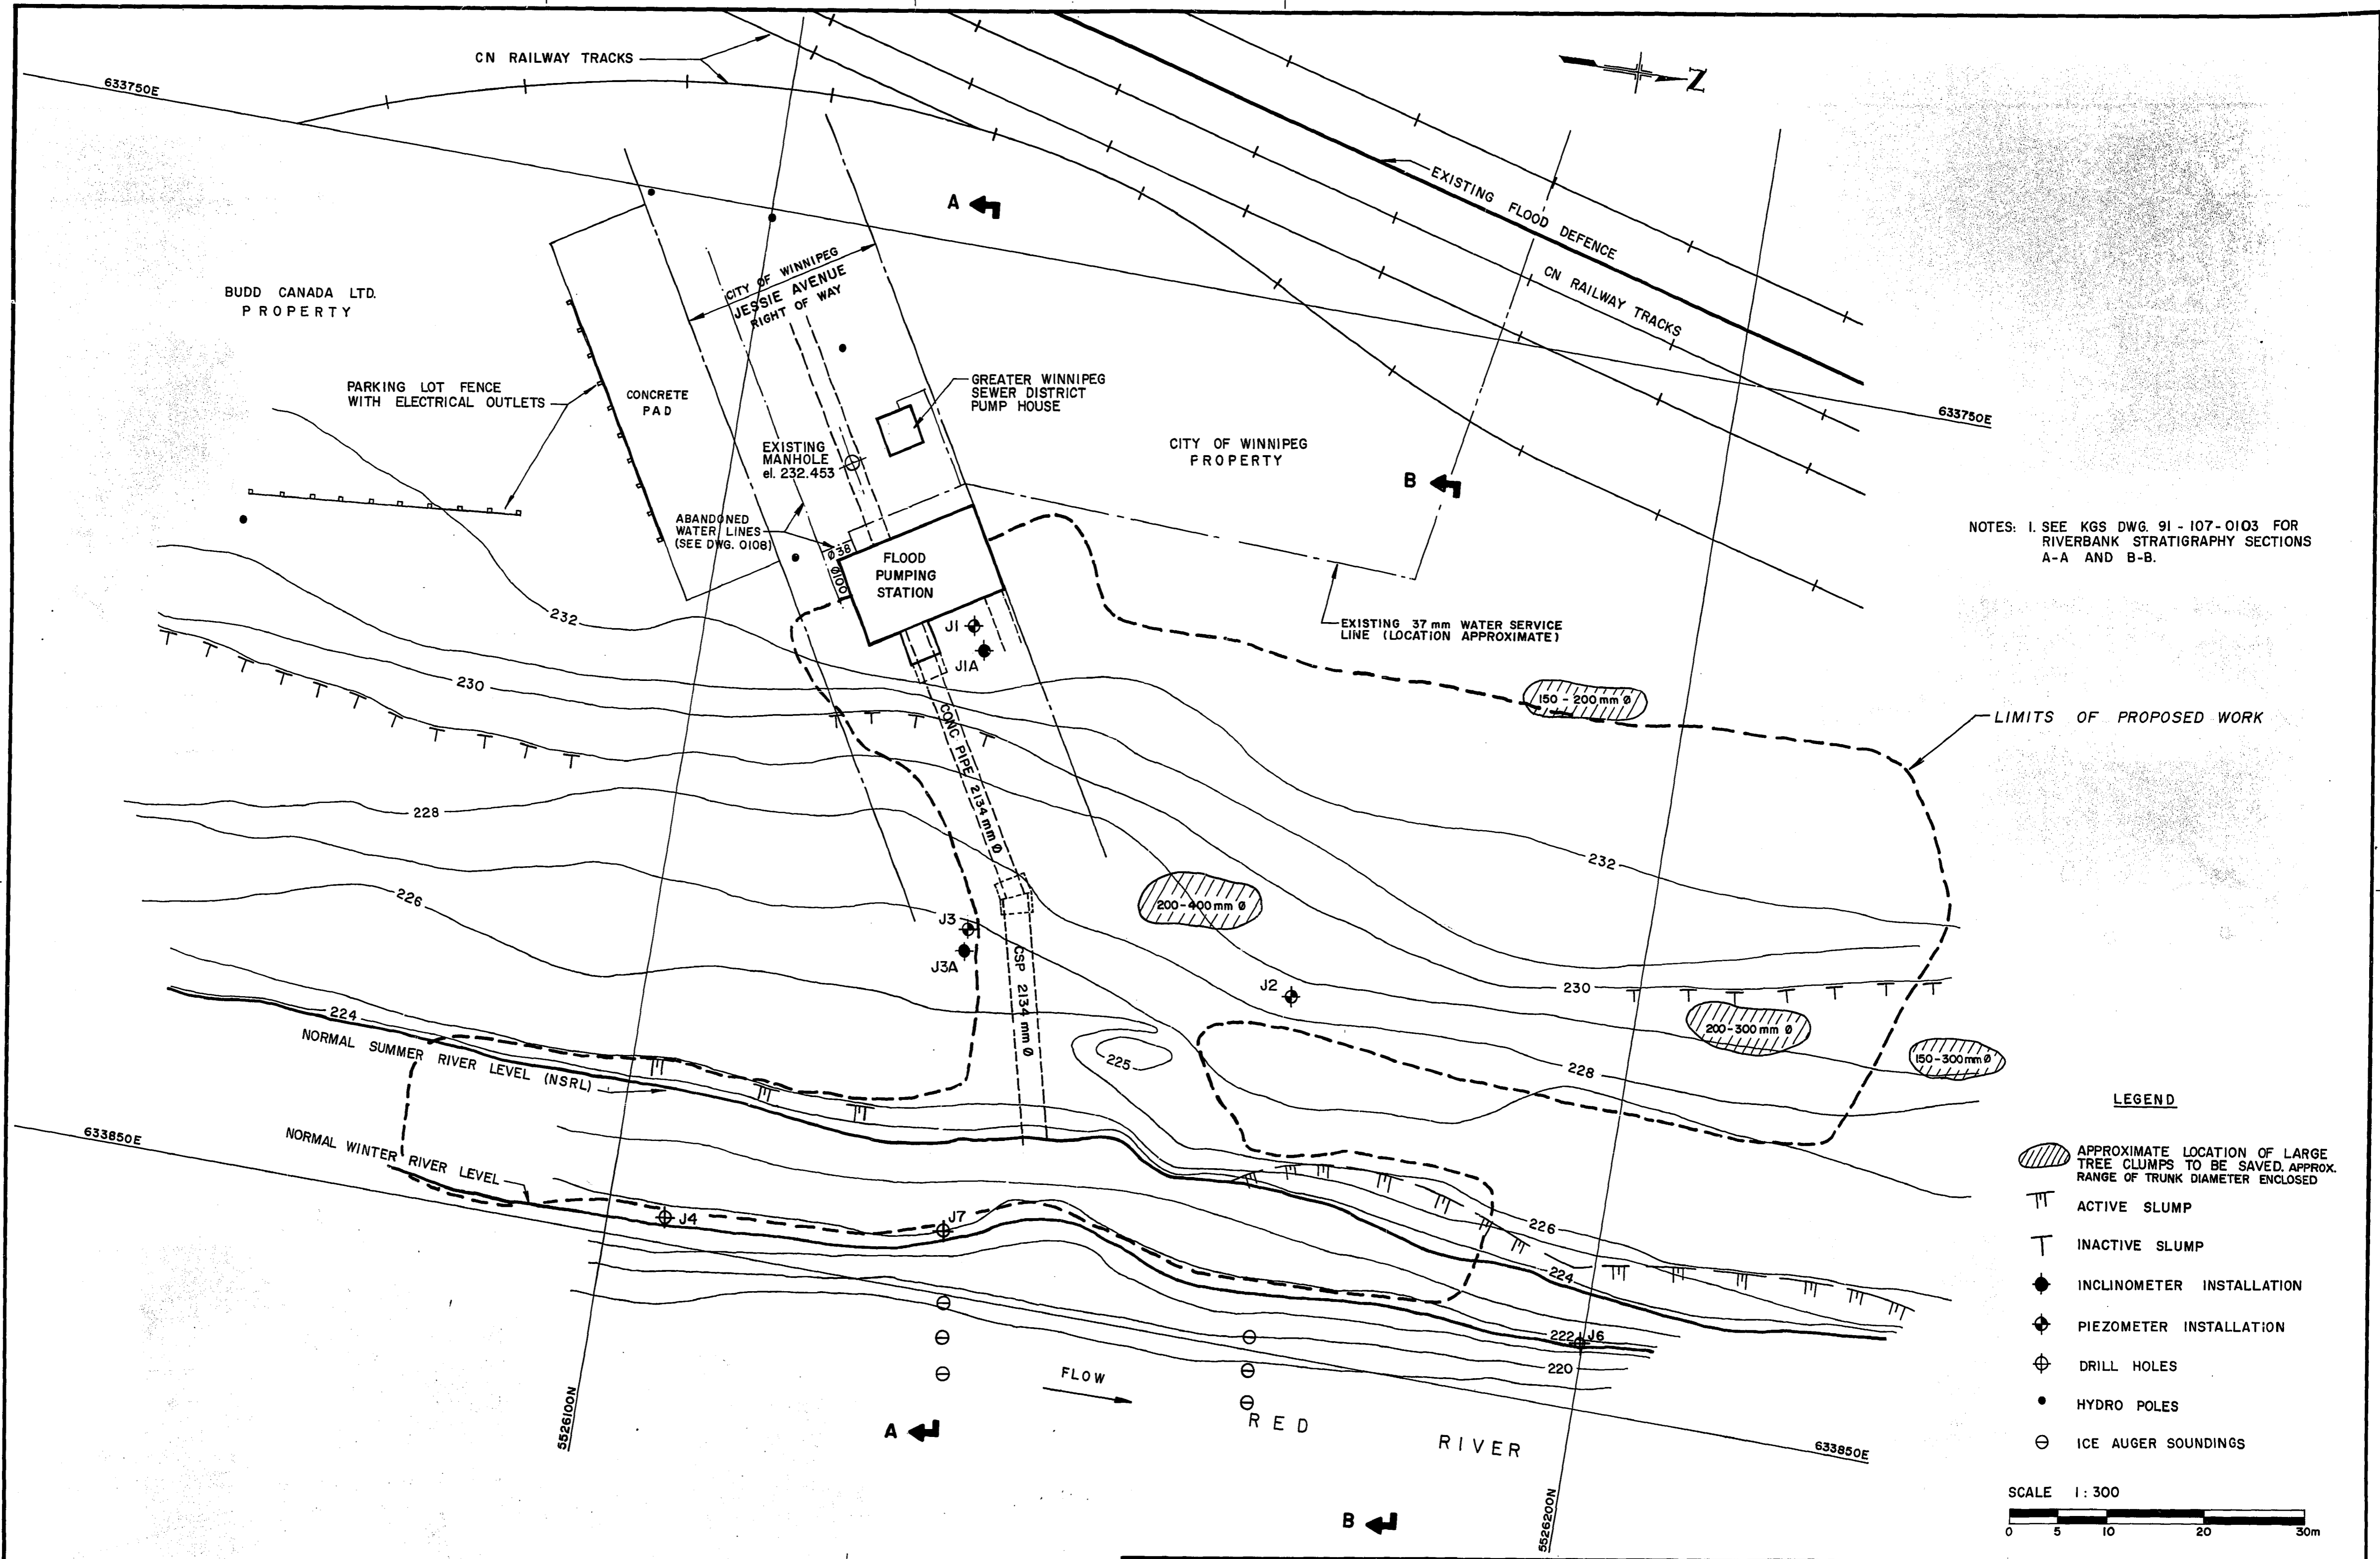 CN RAILWAY TRACKS
633750E
Z
A
EXISTING FLOOD DEFENCE
CN RAILWAY TRACKS
BUDD CANADA LTD.
PROPERTY
CITY OF WINNIPEG
JESSIE AVENUE
RIGHT OF WAY
PARKING LOT FENCE
WITH ELECTRICAL OUTLETS
CONCRETE
PAD
GREATER WINNIPEG
SEWER DISTRICT
PUMP HOUSE
633750E
EXISTING
MANHOLE
el. 232.453
CITY OF WINNIPEG
PROPERTY
B
ABANDONED
WATER LINES
(SEE DWG. 0108)
Ø38
Ø100
FLOOD
PUMPING
STATION
NOTES: 1. SEE KGS DWG. 91-107-0103 FOR
RIVERBANK STRATIGRAPHY SECTIONS
A-A AND B-B.
232
J1
J1A
EXISTING 37 mm WATER SERVICE
LINE (LOCATION APPROXIMATE)
230
150-200 mm Ø
LIMITS OF PROPOSED WORK
CONC PIPE 2134 mm Ø
228
232
226
200-400 mm Ø
J3
J3A
CSP 2134 mm Ø
J2
230
224
NORMAL SUMMER RIVER LEVEL (NSRL)
200-300 mm Ø
225
228
150-300 mm Ø
633850E
NORMAL WINTER RIVER LEVEL
J4
J7
226
224
222
J6
220
FLOW
A
RED
RIVER
633850E
5526100N
5526200N
B
LEGEND
APPROXIMATE LOCATION OF LARGE
TREE CLUMPS TO BE SAVED. APPROX.
RANGE OF TRUNK DIAMETER ENCLOSED
ACTIVE SLUMP
INACTIVE SLUMP
INCLINOMETER INSTALLATION
PIEZOMETER INSTALLATION
DRILL HOLES
HYDRO POLES
ICE AUGER SOUNDINGS
SCALE 1:300
0 5 10 20 30m